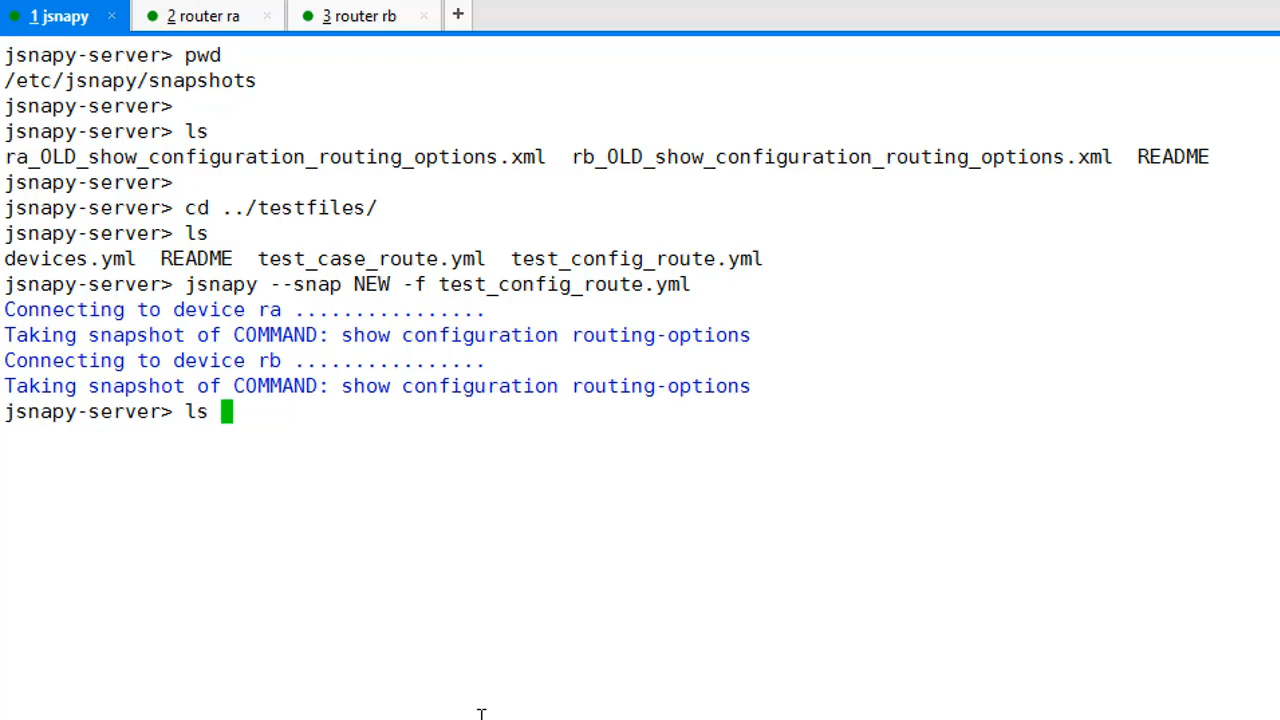 1 jsnapy × 2 router ra × 3 router rb × +
jsnapy-server> pwd
/etc/jsnapy/snapshots
jsnapy-server>
jsnapy-server> ls
ra_OLD_show_configuration_routing_options.xml rb_OLD_show_configuration_routing_options.xml README
jsnapy-server>
jsnapy-server> cd ../testfiles/
jsnapy-server> ls
devices.yml README test_case_route.yml test_config_route.yml
jsnapy-server> jsnapy --snap NEW -f test_config_route.yml
Connecting to device ra ................
Taking snapshot of COMMAND: show configuration routing-options
Connecting to device rb ................
Taking snapshot of COMMAND: show configuration routing-options
jsnapy-server> ls